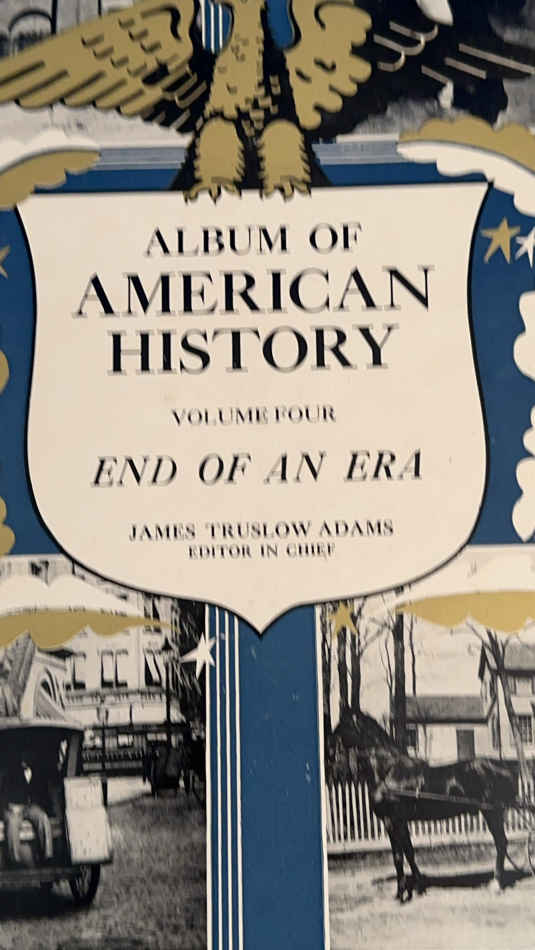 ALBUM OF
AMERICAN
HISTORY
VOLUME FOUR
END OF AN ERA
JAMES TRUSLOW ADAMS
EDITOR IN CHIEF